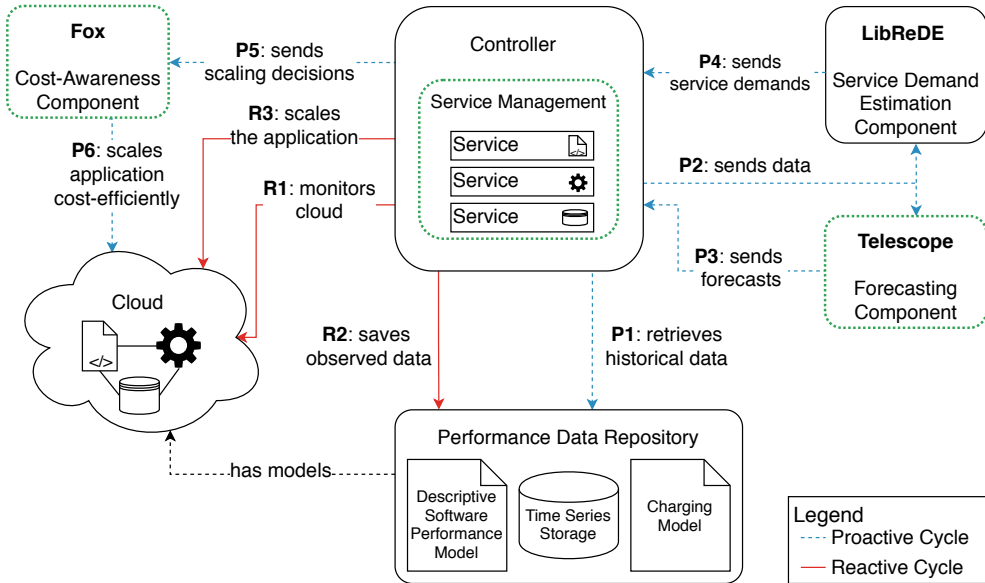 Fox
Cost-Awareness
Component
P5: sends
scaling decisions
R3: scales
the application
P6: scales
application
cost-efficiently
R1: monitors
cloud
Controller
Service Management
Service
</>
Service
Service
P4: sends
service demands
LibReDE
Service Demand
Estimation
Component
P2: sends data
P3: sends
forecasts
Telescope
Forecasting
Component
Cloud
</>
R2: saves
observed data
P1: retrieves
historical data
has models
Performance Data Repository
Descriptive
Software
Performance
Model
Time Series
Storage
Charging
Model
Legend
Proactive Cycle
Reactive Cycle